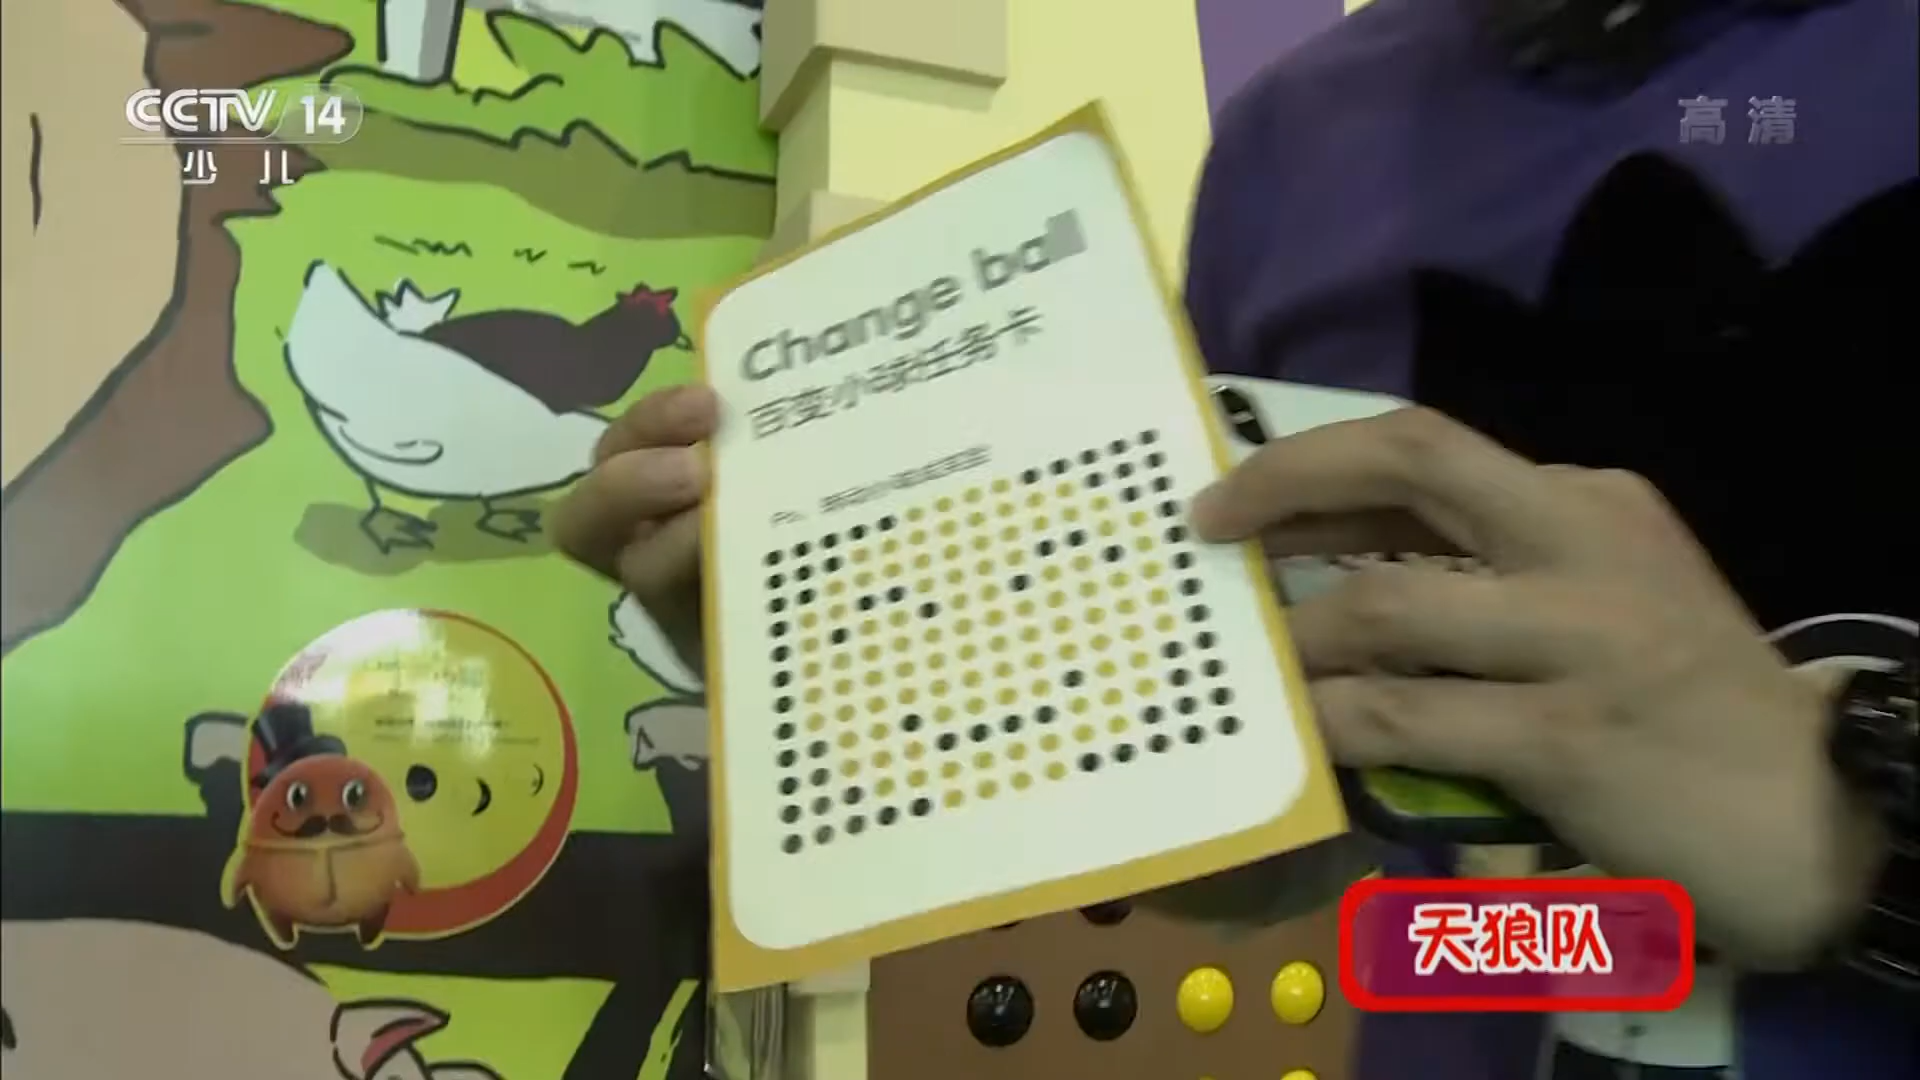 CCTV 14
少儿
高清
Change ball
百变小球任务卡
天狼队